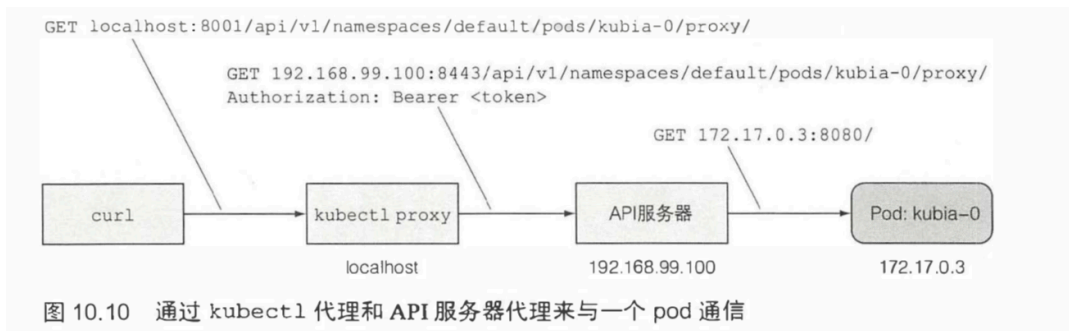 GET localhost:8001/api/v1/namespaces/default/pods/kubia-0/proxy/
GET 192.168.99.100:8443/api/v1/namespaces/default/pods/kubia-0/proxy/
Authorization: Bearer <token>
GET 172.17.0.3:8080/
curl
kubectl proxy
API服务器
Pod: kubia-0
localhost
192.168.99.100
172.17.0.3
图 10.10 通过 kubectl 代理和 API 服务器代理来与一个 pod 通信